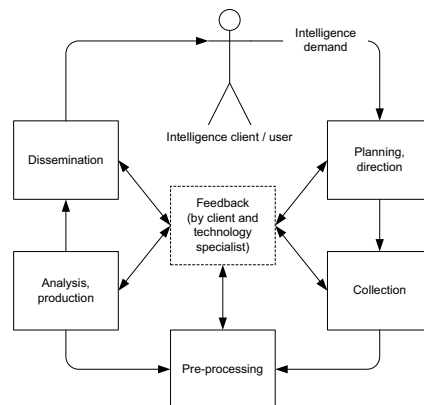 Intelligence
demand
Intelligence client / user
Dissemination
Planning,
direction
Feedback
(by client and
technology
specialist)
Analysis,
production
Collection
Pre-processing